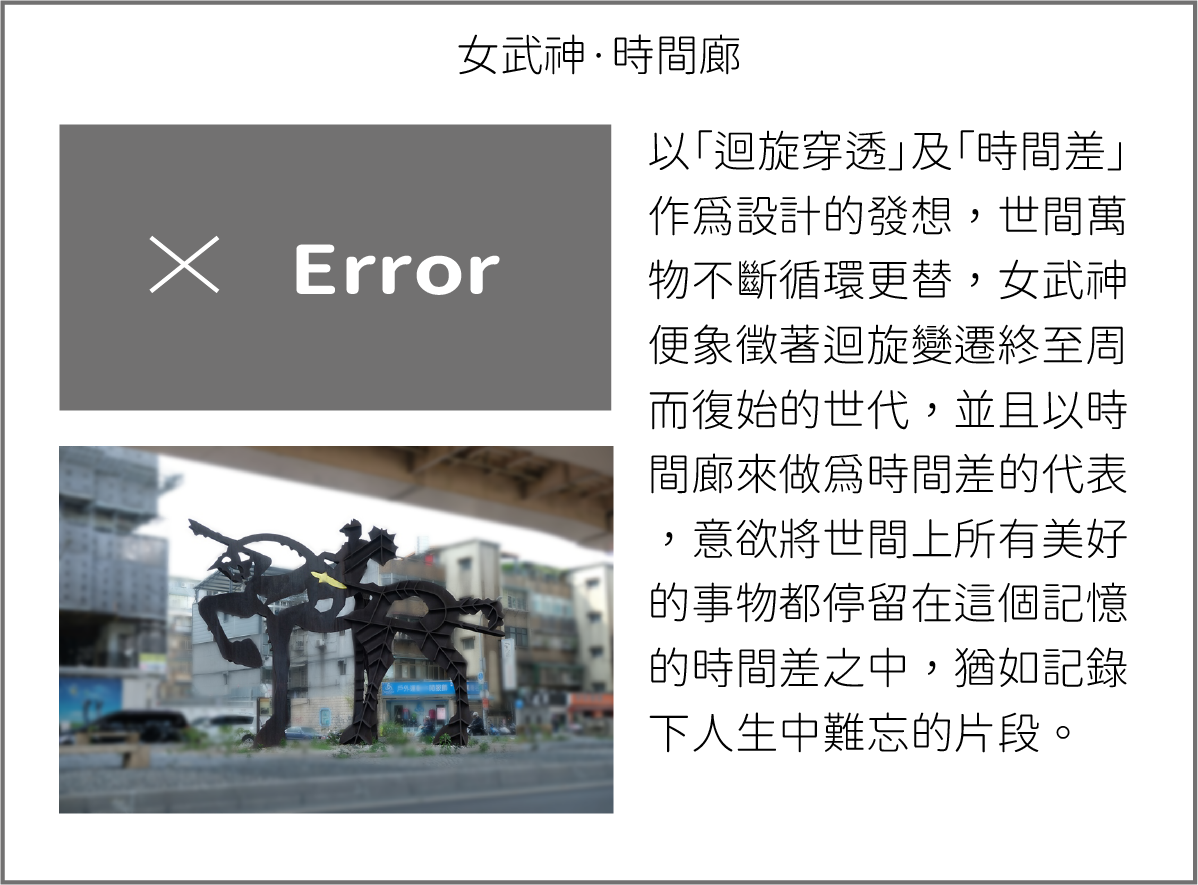 女武神·時間廊
Error
以「迴旋穿透」及「時間差」
作為設計的發想，世間萬
物不斷循環更替，女武神
便象徵著迴旋變遷終至周
而復始的世代，並且以時
間廊來做為時間差的代表
，意欲將世間上所有美好
的事物都停留在這個記憶
的時間差之中，猶如記錄
下人生中難忘的片段。